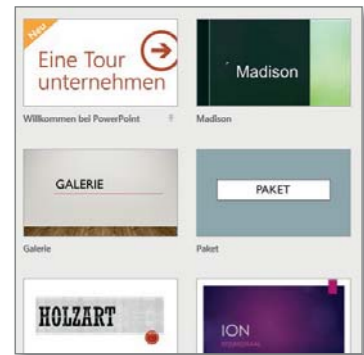 Neu
Eine Tour
unternehmen
Madison
Willkommen bei PowerPoint
Madison
GALERIE
PAKET
Galerie
Paket
HOLZART
ION